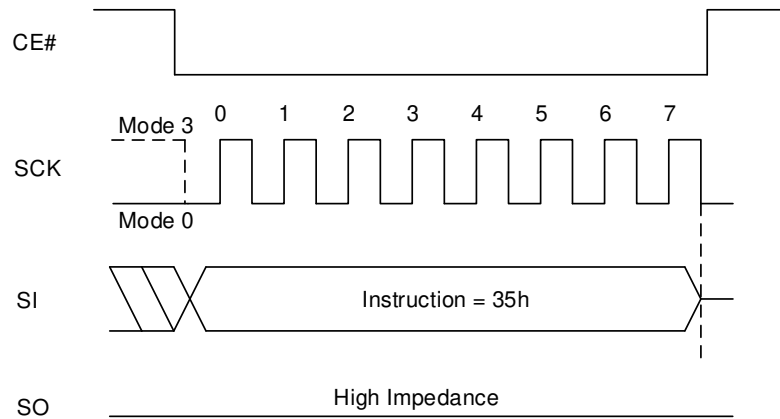 CE#
0 1 2 3 4 5 6 7
Mode 3
SCK
Mode 0
SI
Instruction = 35h
High Impedance
SO